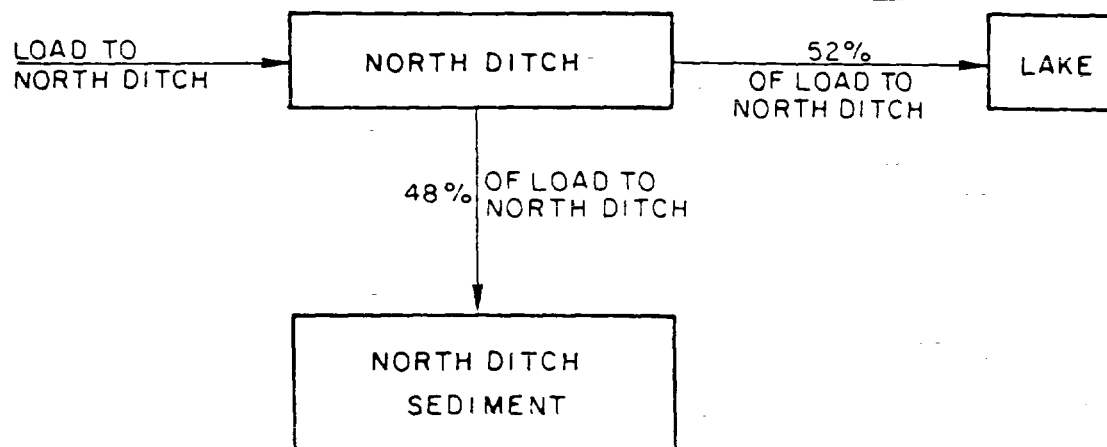 LOAD TO
NORTH DITCH
NORTH DITCH
52%
OF LOAD TO
NORTH DITCH
LAKE
48% OF LOAD TO
NORTH DITCH
NORTH DITCH
SEDIMENT